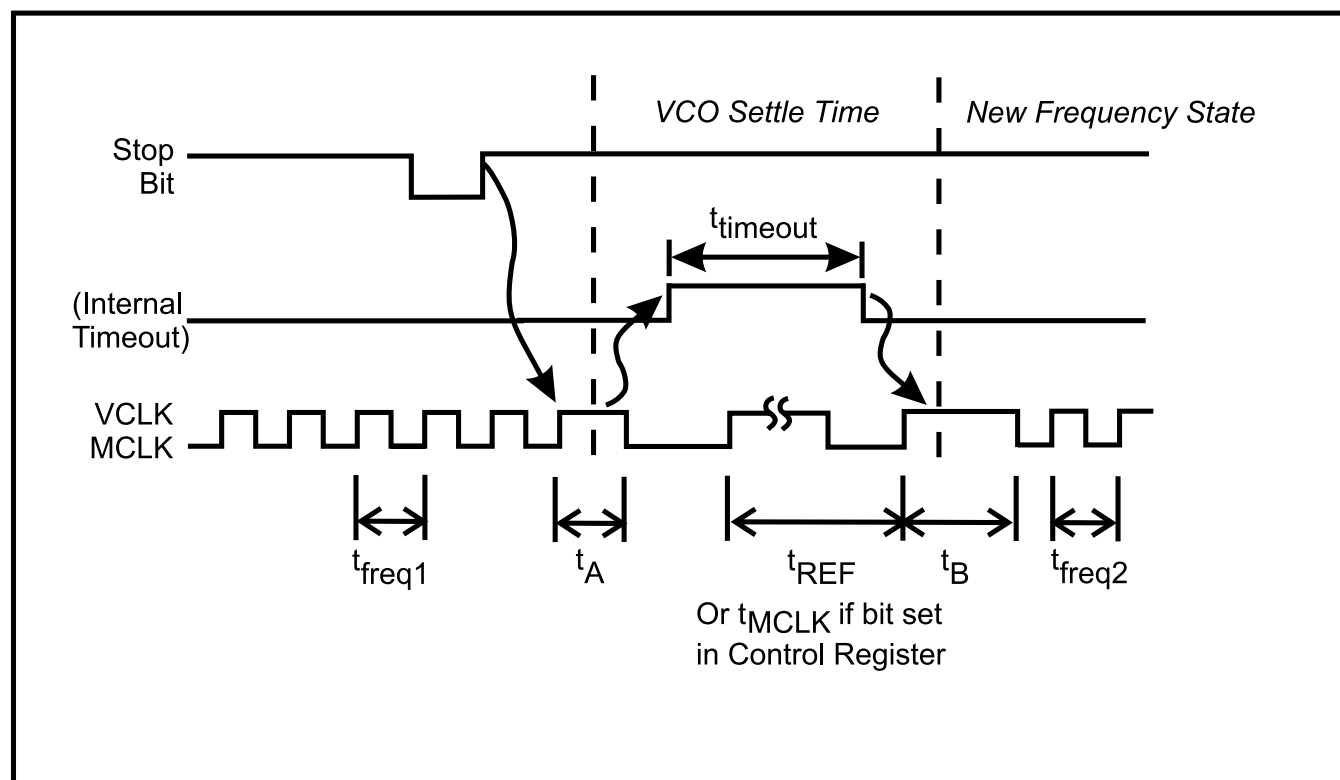 VCO Settle Time
New Frequency State
Stop
Bit
ttimeout
(Internal
Timeout)
VCLK
MCLK
tfreq1
tA
tREF
tB
tfreq2
Or tMCLK if bit set
in Control Register